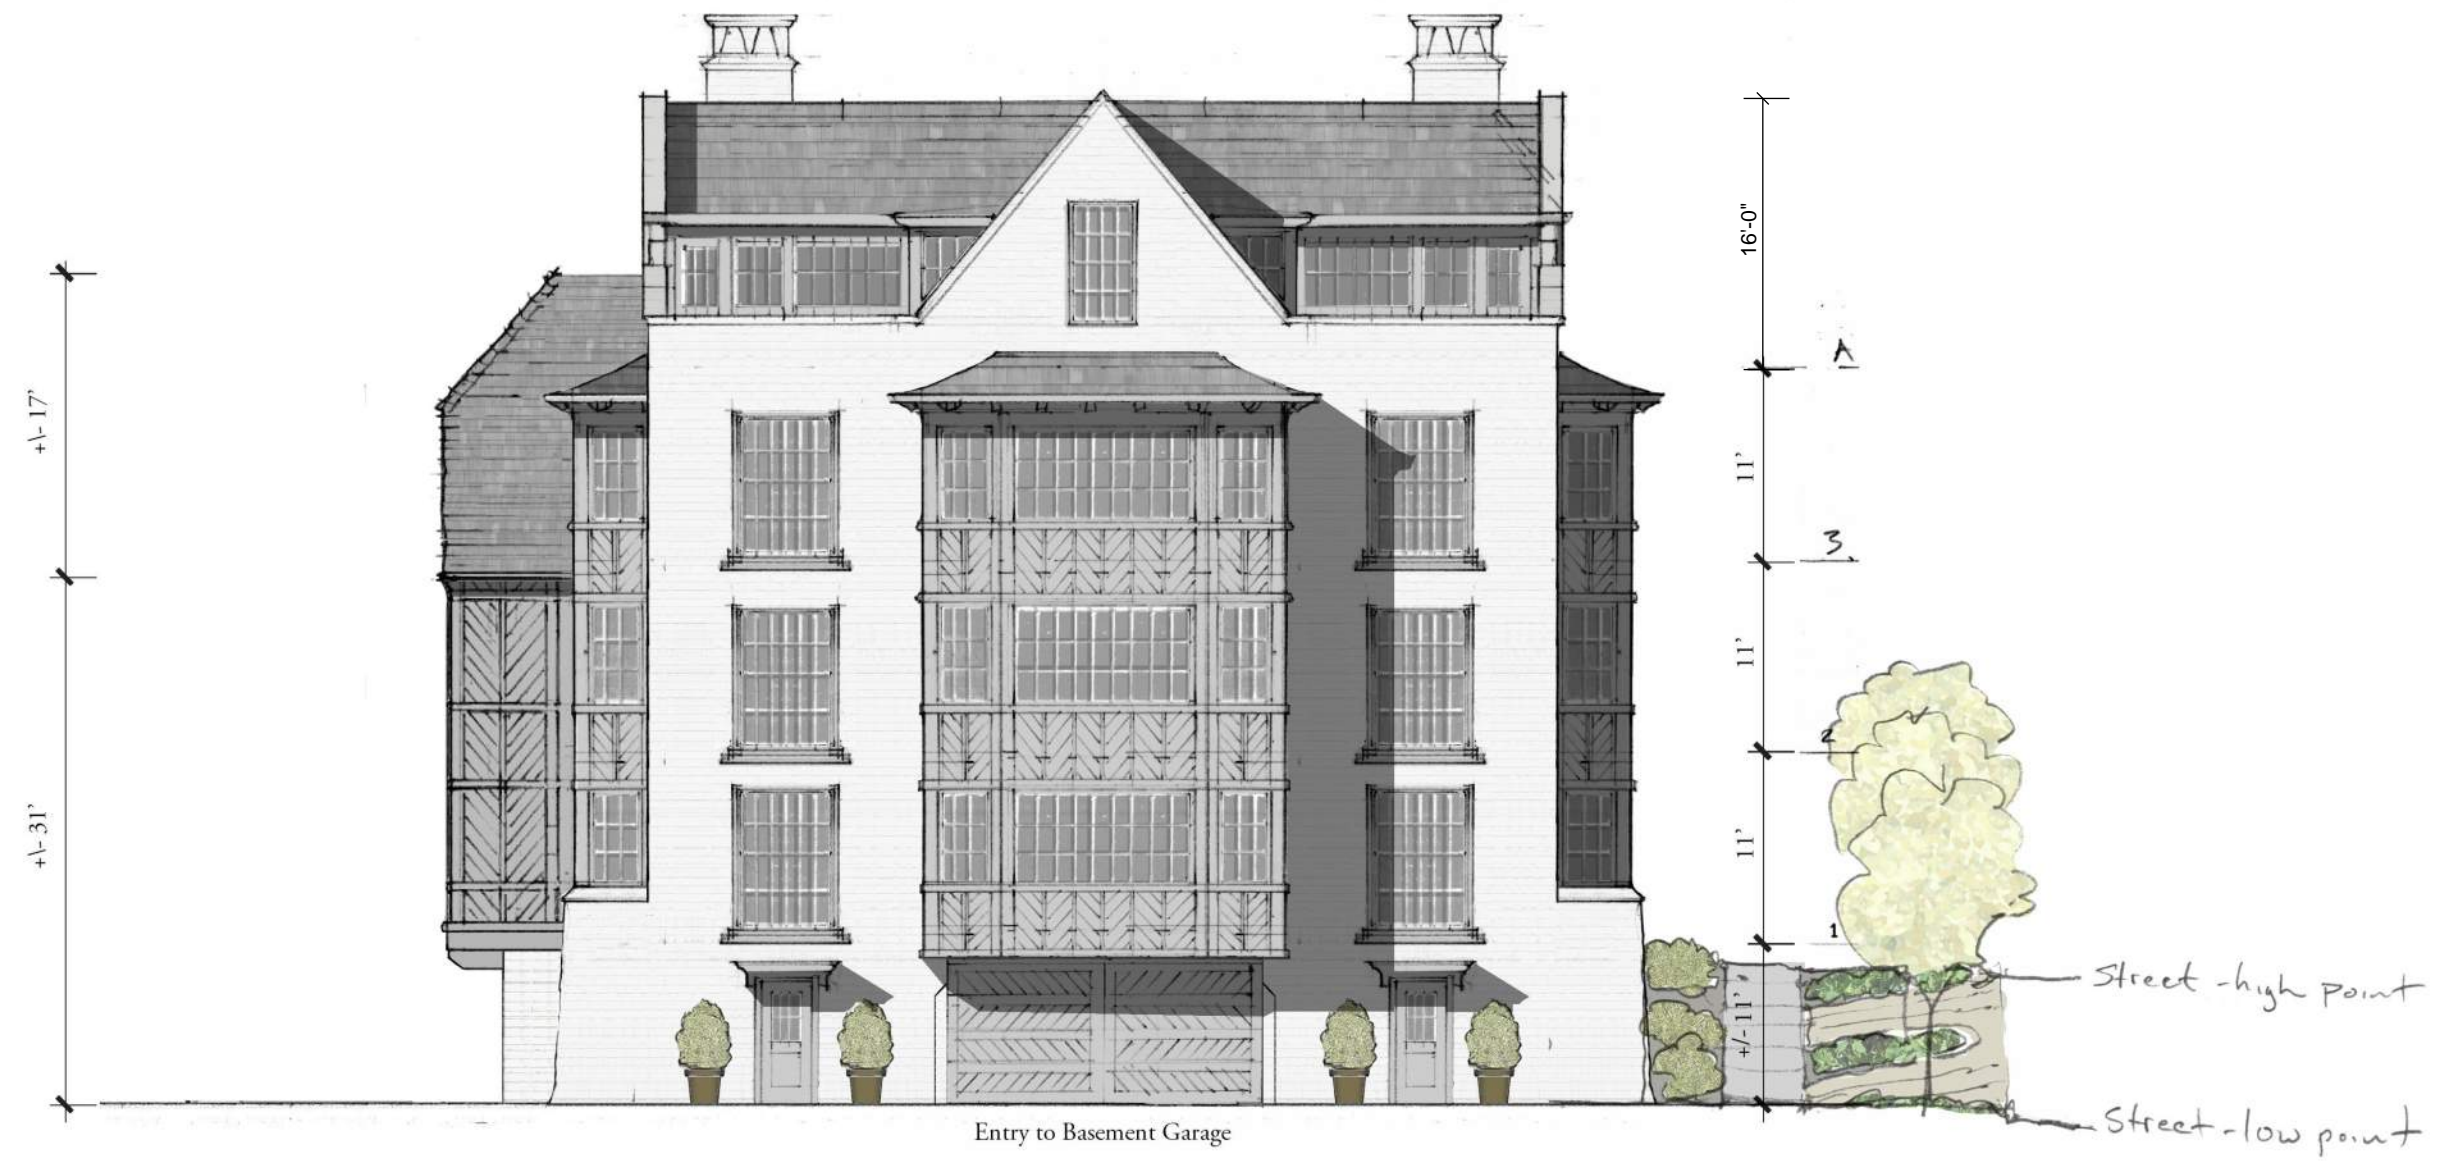 16'-0"
A
+\- 17'
11'
3.
11'
2
+\- 31'
11'
1
Street - high point
+/- 11'
Street - low point
Entry to Basement Garage